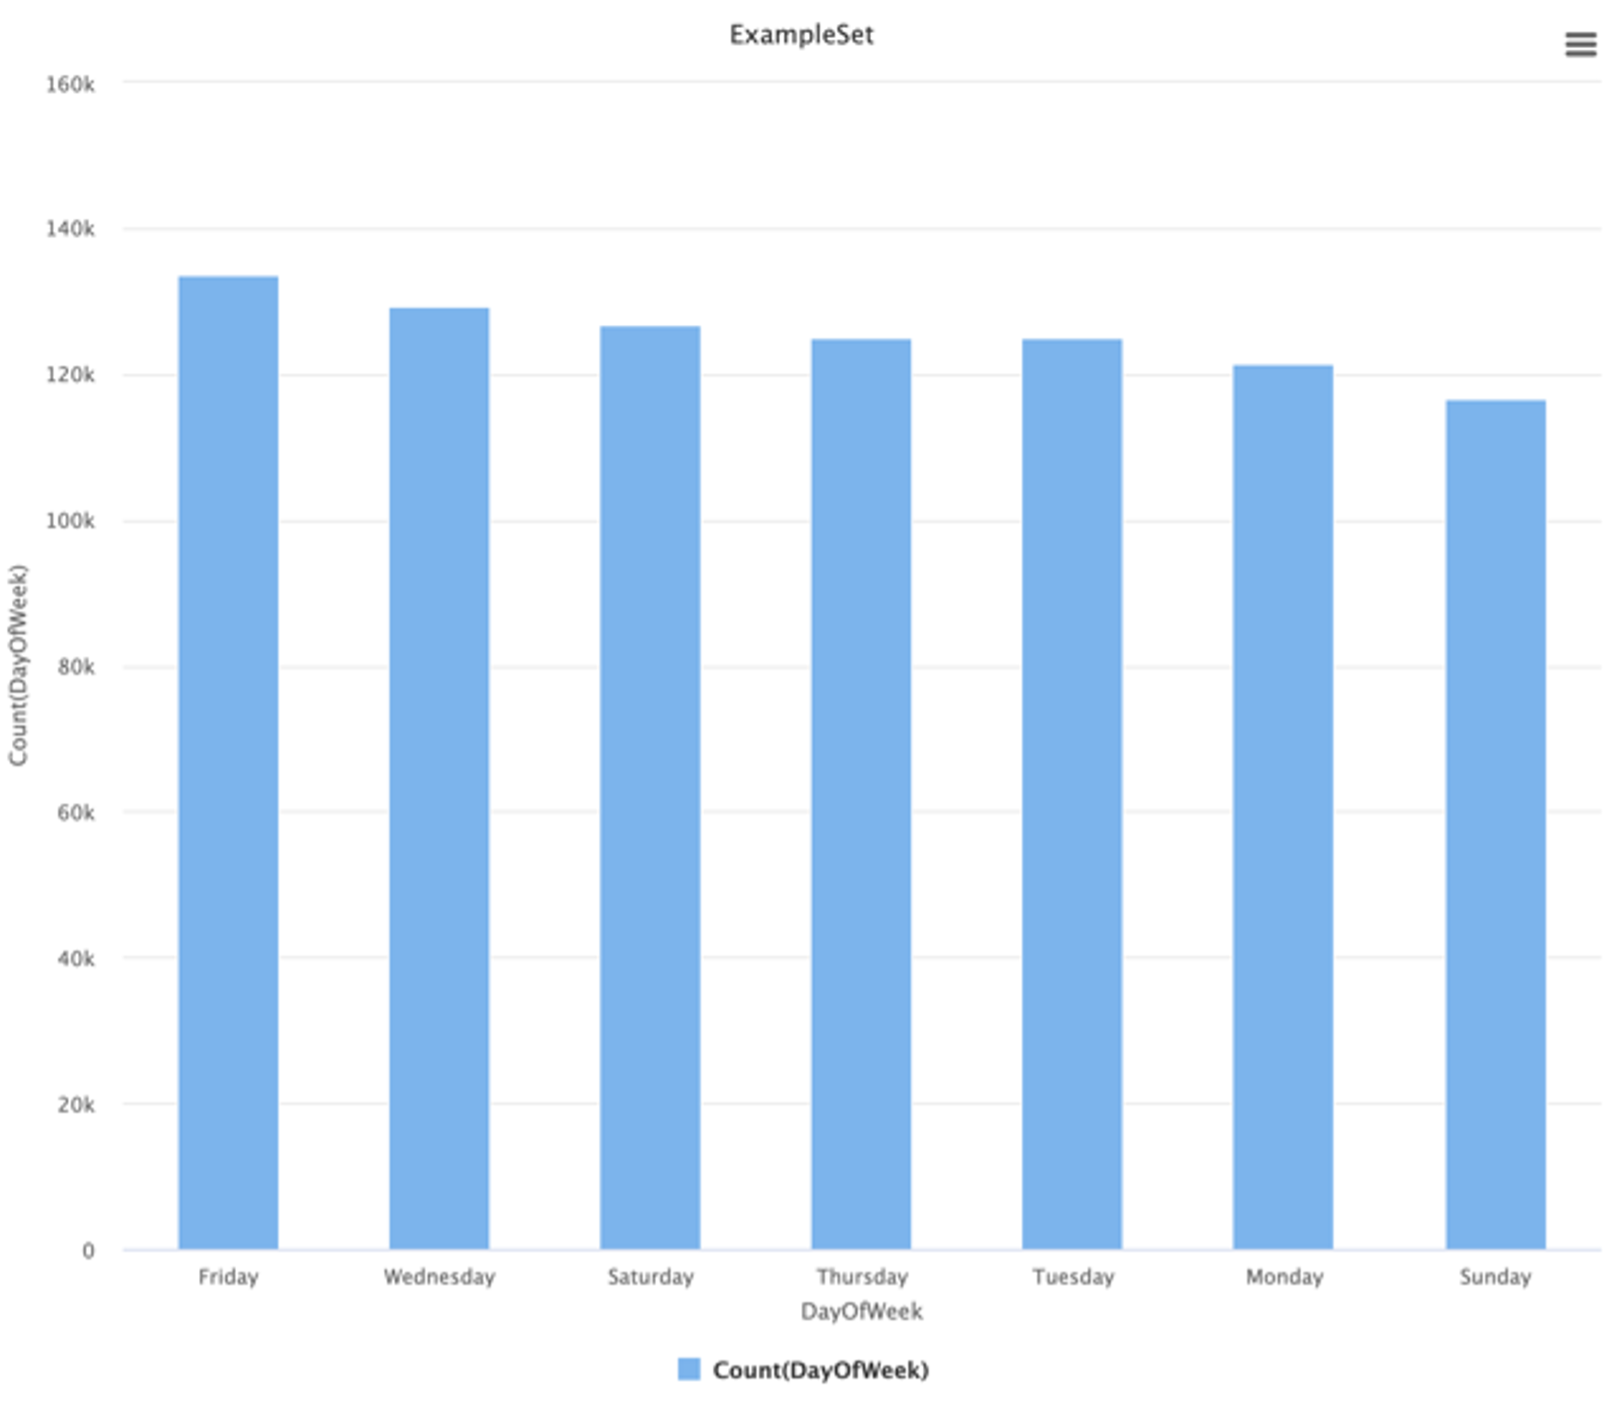 ExampleSet
160k
140k
120k
100k
80k
60k
40k
20k
0
Count(DayOfWeek)
Friday Wednesday Saturday Thursday Tuesday Monday Sunday
DayOfWeek
Count(DayOfWeek)